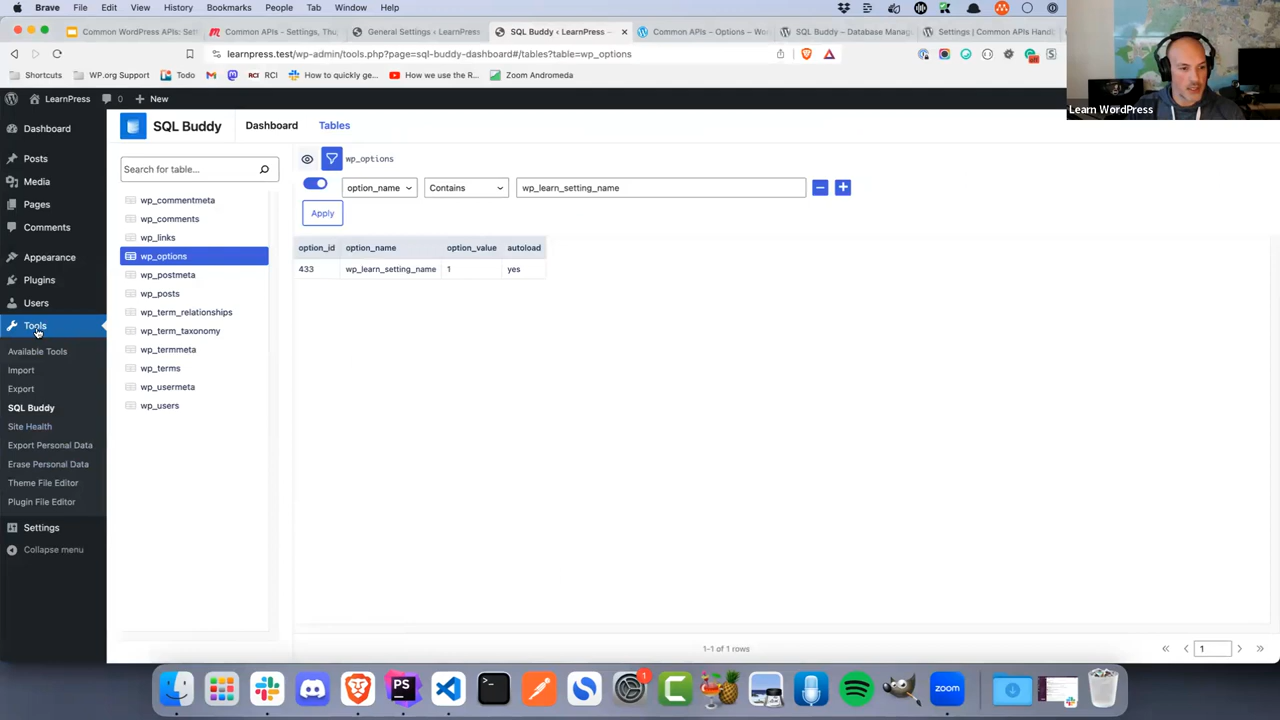 Brave File Edit View History Bookmarks People Tab Window Help
Common WordPress APIs: Sett
Common APIs - Settings, Thu
General Settings ‹ LearnPress
SQL Buddy ‹ LearnPress
Common APIs – Options – Wo
SQL Buddy – Database Manag
Settings | Common APIs Handb
learnpress.test/wp-admin/tools.php?page=sql-buddy-dashboard#/tables?table=wp_options
Shortcuts WP.org Support Todo RCI RCI How to quickly ge... How we use the R... Zoom Andromeda
LearnPress 0 + New
Learn WordPress
Dashboard
Posts
Media
Pages
Comments
Appearance
Plugins
Users
Tools
Available Tools
Import
Export
SQL Buddy
Site Health
Export Personal Data
Erase Personal Data
Theme File Editor
Plugin File Editor
Settings
Collapse menu
SQL Buddy Dashboard Tables
Search for table...
wp_commentmeta
wp_comments
wp_links
wp_options
wp_postmeta
wp_posts
wp_term_relationships
wp_term_taxonomy
wp_termmeta
wp_terms
wp_usermeta
wp_users
wp_options
option_name Contains wp_learn_setting_name
Apply
option_id option_name option_value autoload
433 wp_learn_setting_name 1 yes
1-1 of 1 rows
« ‹ 1 › »
PS
1
zoom